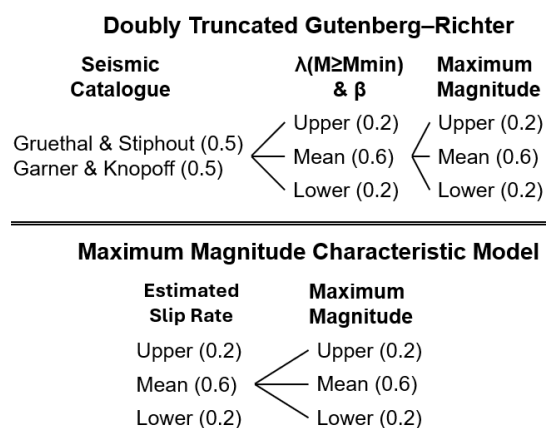 Doubly Truncated Gutenberg–Richter
Seismic Catalogue
λ(M≥Mmin) & β
Maximum Magnitude
Gruethal & Stiphout (0.5)
Garner & Knopoff (0.5)
Upper (0.2)
Mean (0.6)
Lower (0.2)
Upper (0.2)
Mean (0.6)
Lower (0.2)
Maximum Magnitude Characteristic Model
Estimated Slip Rate
Maximum Magnitude
Upper (0.2)
Mean (0.6)
Lower (0.2)
Upper (0.2)
Mean (0.6)
Lower (0.2)